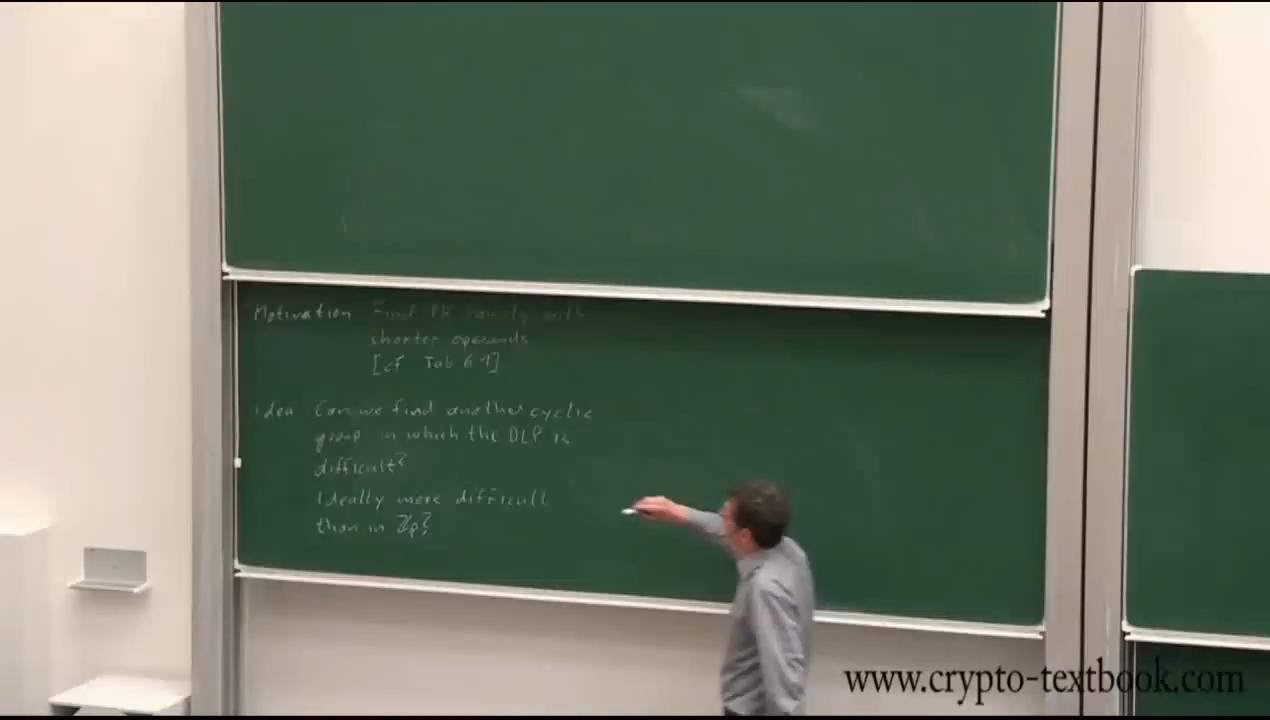 Motivation Find PK family with
shorter operands
[cf Tab 6.1]
Idea Can we find another cyclic
group in which the DLP is
difficult?
Ideally more difficult
than in ℤp?
www.crypto-textbook.com